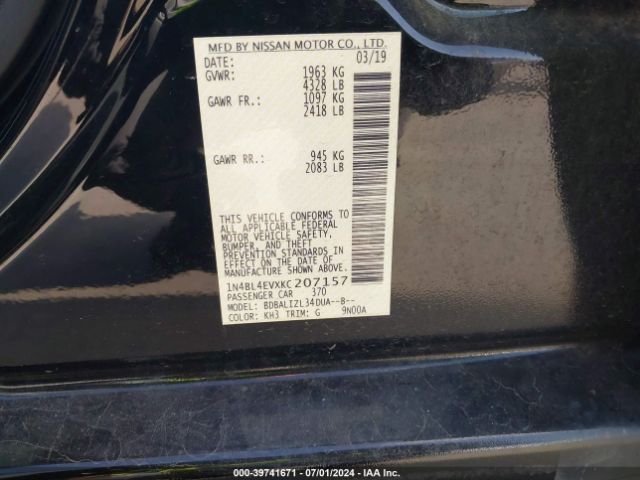 MFD BY NISSAN MOTOR CO., LTD.
DATE: 03/19
GVWR: 1963 KG
4328 LB
GAWR FR.: 1097 KG
2418 LB
GAWR RR.: 945 KG
2083 LB
THIS VEHICLE CONFORMS TO
ALL APPLICABLE FEDERAL
MOTOR VEHICLE SAFETY,
BUMPER, AND THEFT
PREVENTION STANDARDS
IN EFFECT ON THE DATE OF
MANUFACTURE SHOWN ABOVE.
1N4BL4EVXKC207157
PASSENGER CAR 370
MODEL: BDBALIZL34DUA--B--
COLOR: KH3 TRIM: G 9N00A
000-39741671 - 07/01/2024 - IAA Inc.